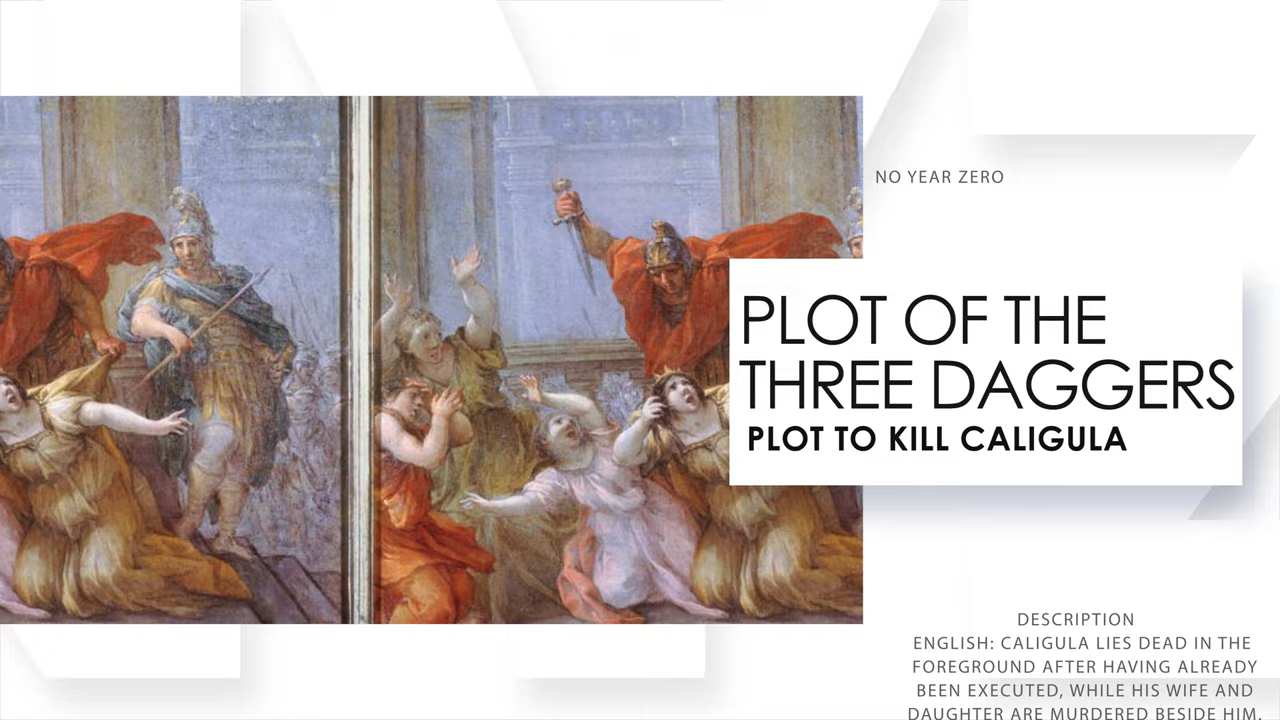 NO YEAR ZERO
PLOT OF THE
THREE DAGGERS
PLOT TO KILL CALIGULA
DESCRIPTION
ENGLISH: CALIGULA LIES DEAD IN THE
FOREGROUND AFTER HAVING ALREADY
BEEN EXECUTED, WHILE HIS WIFE AND
DAUGHTER ARE MURDERED BESIDE HIM.